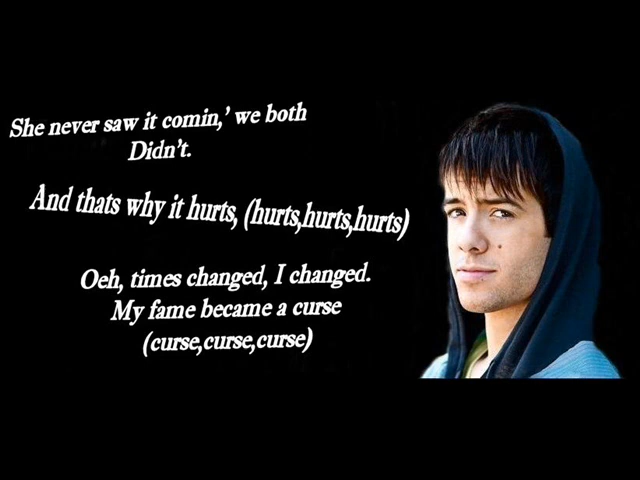 She never saw it comin,' we both
Didn't.
And thats why it hurts, (hurts,hurts,hurts)
Oeh, times changed, I changed.
My fame became a curse
(curse,curse,curse)